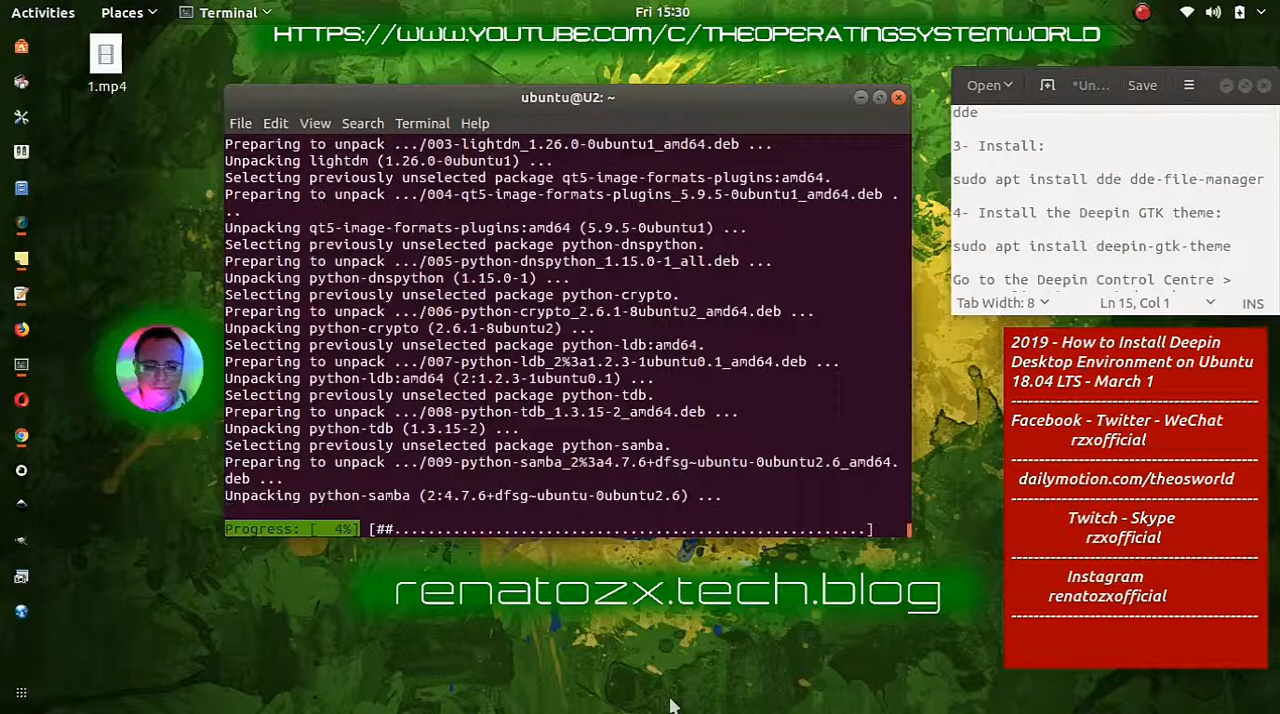 Activities Places Terminal Fri 15:30
HTTPS://WWW.YOUTUBE.COM/C/THEOPERATINGSYSTEMWORLD
1.mp4
ubuntu@U2: ~
File Edit View Search Terminal Help
Preparing to unpack .../003-lightdm_1.26.0-0ubuntu1_amd64.deb ...
Unpacking lightdm (1.26.0-0ubuntu1) ...
Selecting previously unselected package qt5-image-formats-plugins:amd64.
Preparing to unpack .../004-qt5-image-formats-plugins_5.9.5-0ubuntu1_amd64.deb .
..
Unpacking qt5-image-formats-plugins:amd64 (5.9.5-0ubuntu1) ...
Selecting previously unselected package python-dnspython.
Preparing to unpack .../005-python-dnspython_1.15.0-1_all.deb ...
Unpacking python-dnspython (1.15.0-1) ...
Selecting previously unselected package python-crypto.
Preparing to unpack .../006-python-crypto_2.6.1-8ubuntu2_amd64.deb ...
Unpacking python-crypto (2.6.1-8ubuntu2) ...
Selecting previously unselected package python-ldb:amd64.
Preparing to unpack .../007-python-ldb_2%3a1.2.3-1ubuntu0.1_amd64.deb ...
Unpacking python-ldb:amd64 (2:1.2.3-1ubuntu0.1) ...
Selecting previously unselected package python-tdb.
Preparing to unpack .../008-python-tdb_1.3.15-2_amd64.deb ...
Unpacking python-tdb (1.3.15-2) ...
Selecting previously unselected package python-samba.
Preparing to unpack .../009-python-samba_2%3a4.7.6+dfsg~ubuntu-0ubuntu2.6_amd64.
deb ...
Unpacking python-samba (2:4.7.6+dfsg~ubuntu-0ubuntu2.6) ...
Progress: [  4%] [##..........................................................]
Open *Un... Save
dde
3- Install:
sudo apt install dde dde-file-manager
4- Install the Deepin GTK theme:
sudo apt install deepin-gtk-theme
Go to the Deepin Control Centre >
Tab Width: 8 Ln 15, Col 1 INS
2019 - How to Install Deepin
Desktop Environment on Ubuntu
18.04 LTS - March 1
Facebook - Twitter - WeChat
rzxofficial
dailymotion.com/theosworld
Twitch - Skype
rzxofficial
Instagram
renatozxofficial
renatozx.tech.blog